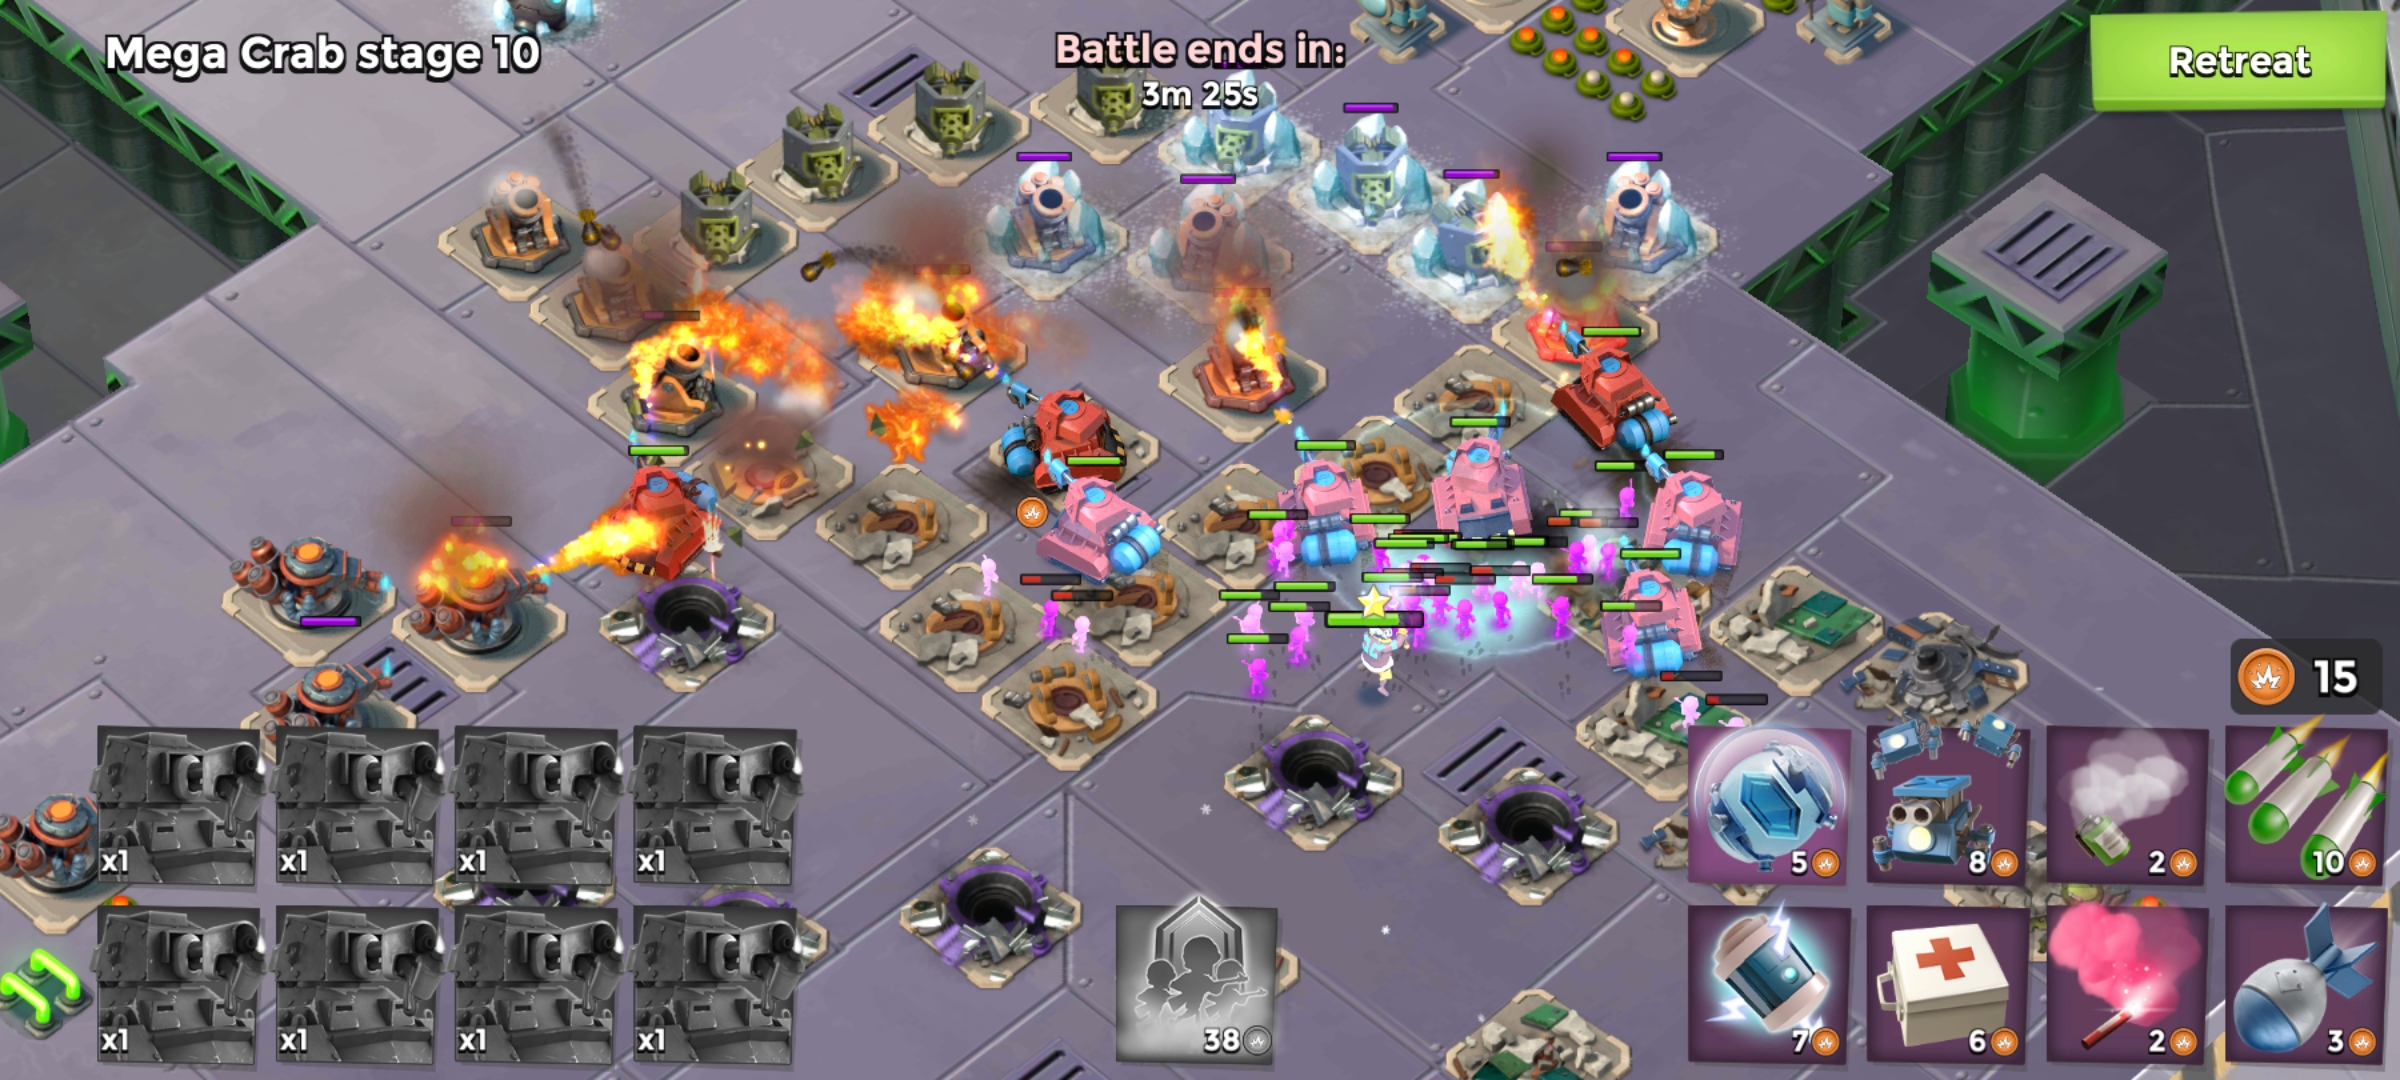 Mega Crab stage 10
Battle ends in:
3m 25s
Retreat
15
x1 x1 x1 x1
5 8 2 10
x1 x1 x1 x1
38
7 6 2 3